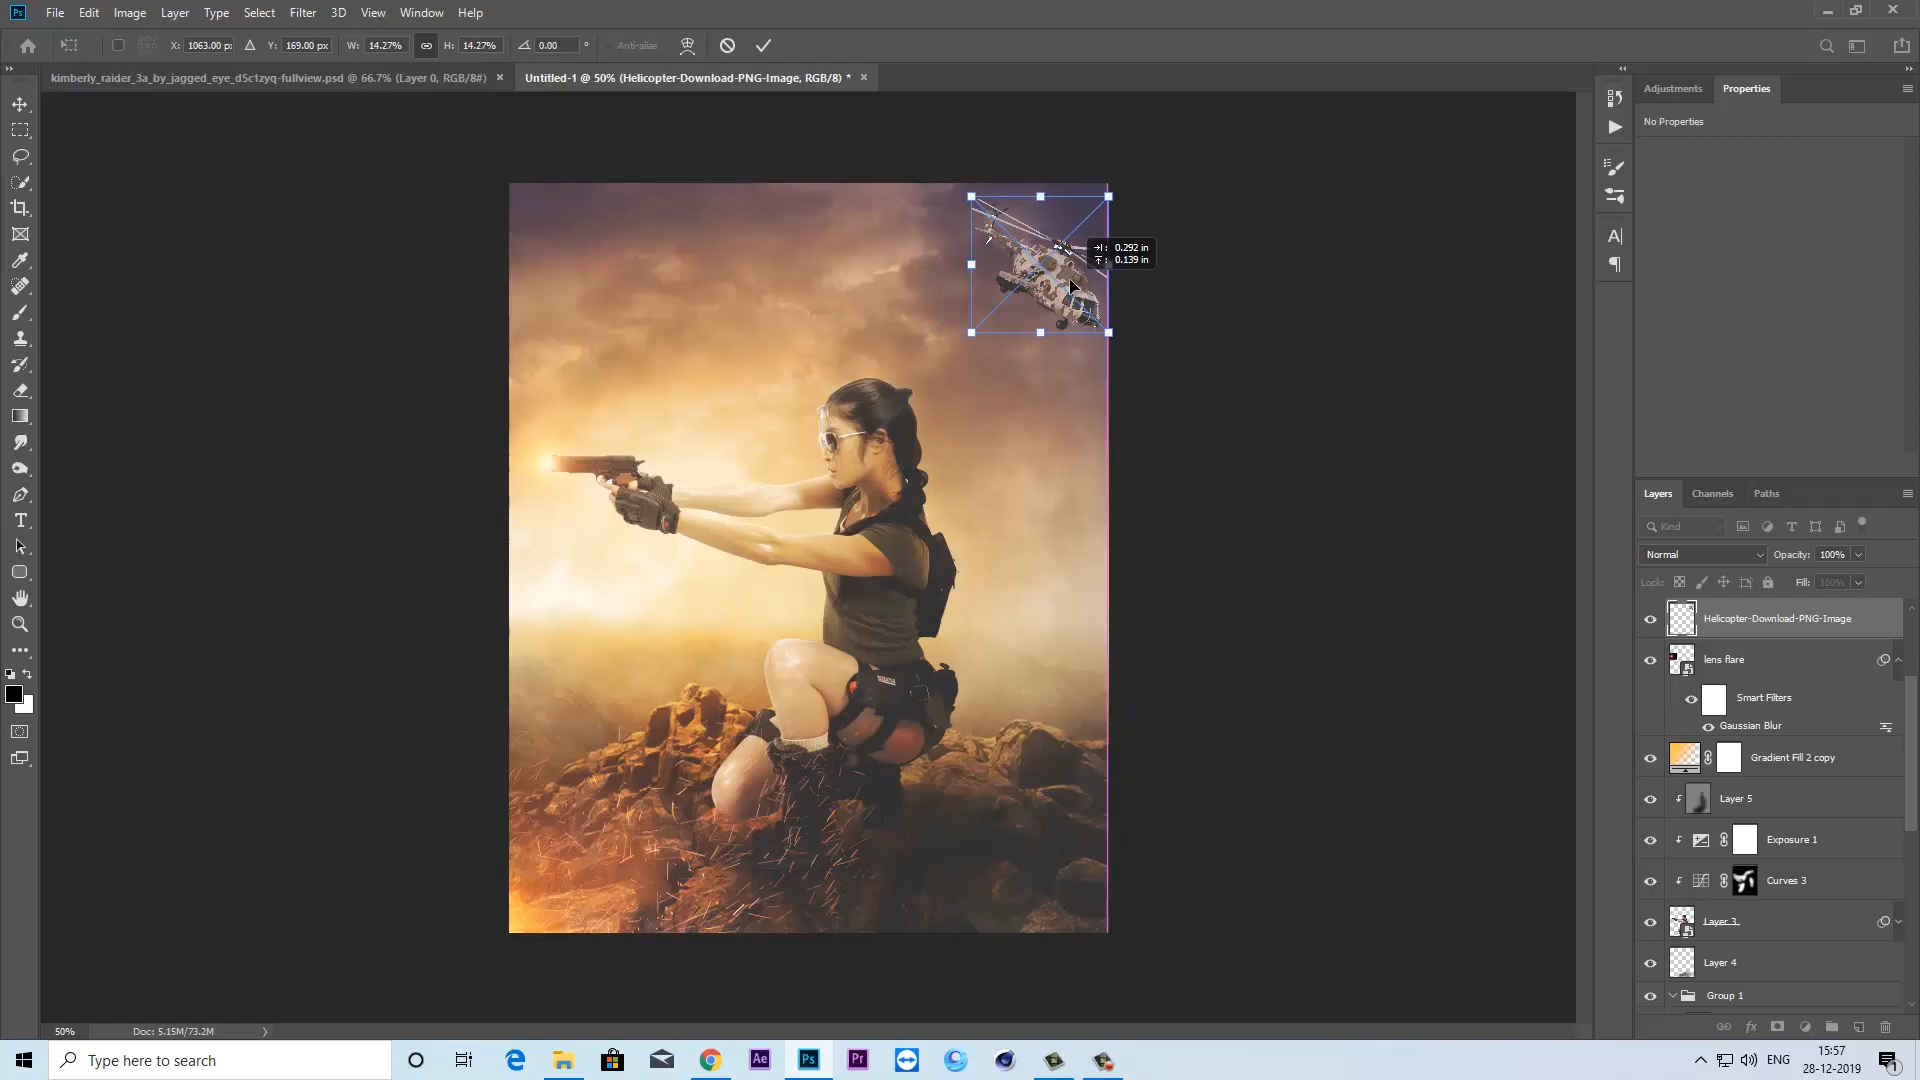 Ps File Edit Image Layer Type Select Filter 3D View Window Help
X: 1063.00 p: Y: 169.00 px W: 14.27% H: 14.27% 0.00 ° Anti-alias
kimberly_raider_3a_by_jagged_eye_d5c1zyq-fullview.psd @ 66.7% (Layer 0, RGB/8#) × Untitled-1 @ 50% (Helicopter-Download-PNG-Image, RGB/8) * ×
Adjustments Properties
No Properties
: 0.292 in
: 0.139 in
Layers Channels Paths
Kind
Normal Opacity: 100%
Lock: Fill: 100%
Helicopter-Download-PNG-Image
lens flare
Smart Filters
Gaussian Blur
Gradient Fill 2 copy
Layer 5
Exposure 1
Curves 3
Layer 3
Layer 4
Group 1
50% Doc: 5.15M/73.2M
Type here to search
Ae Ps Pr
ENG
15:57
28-12-2019
1